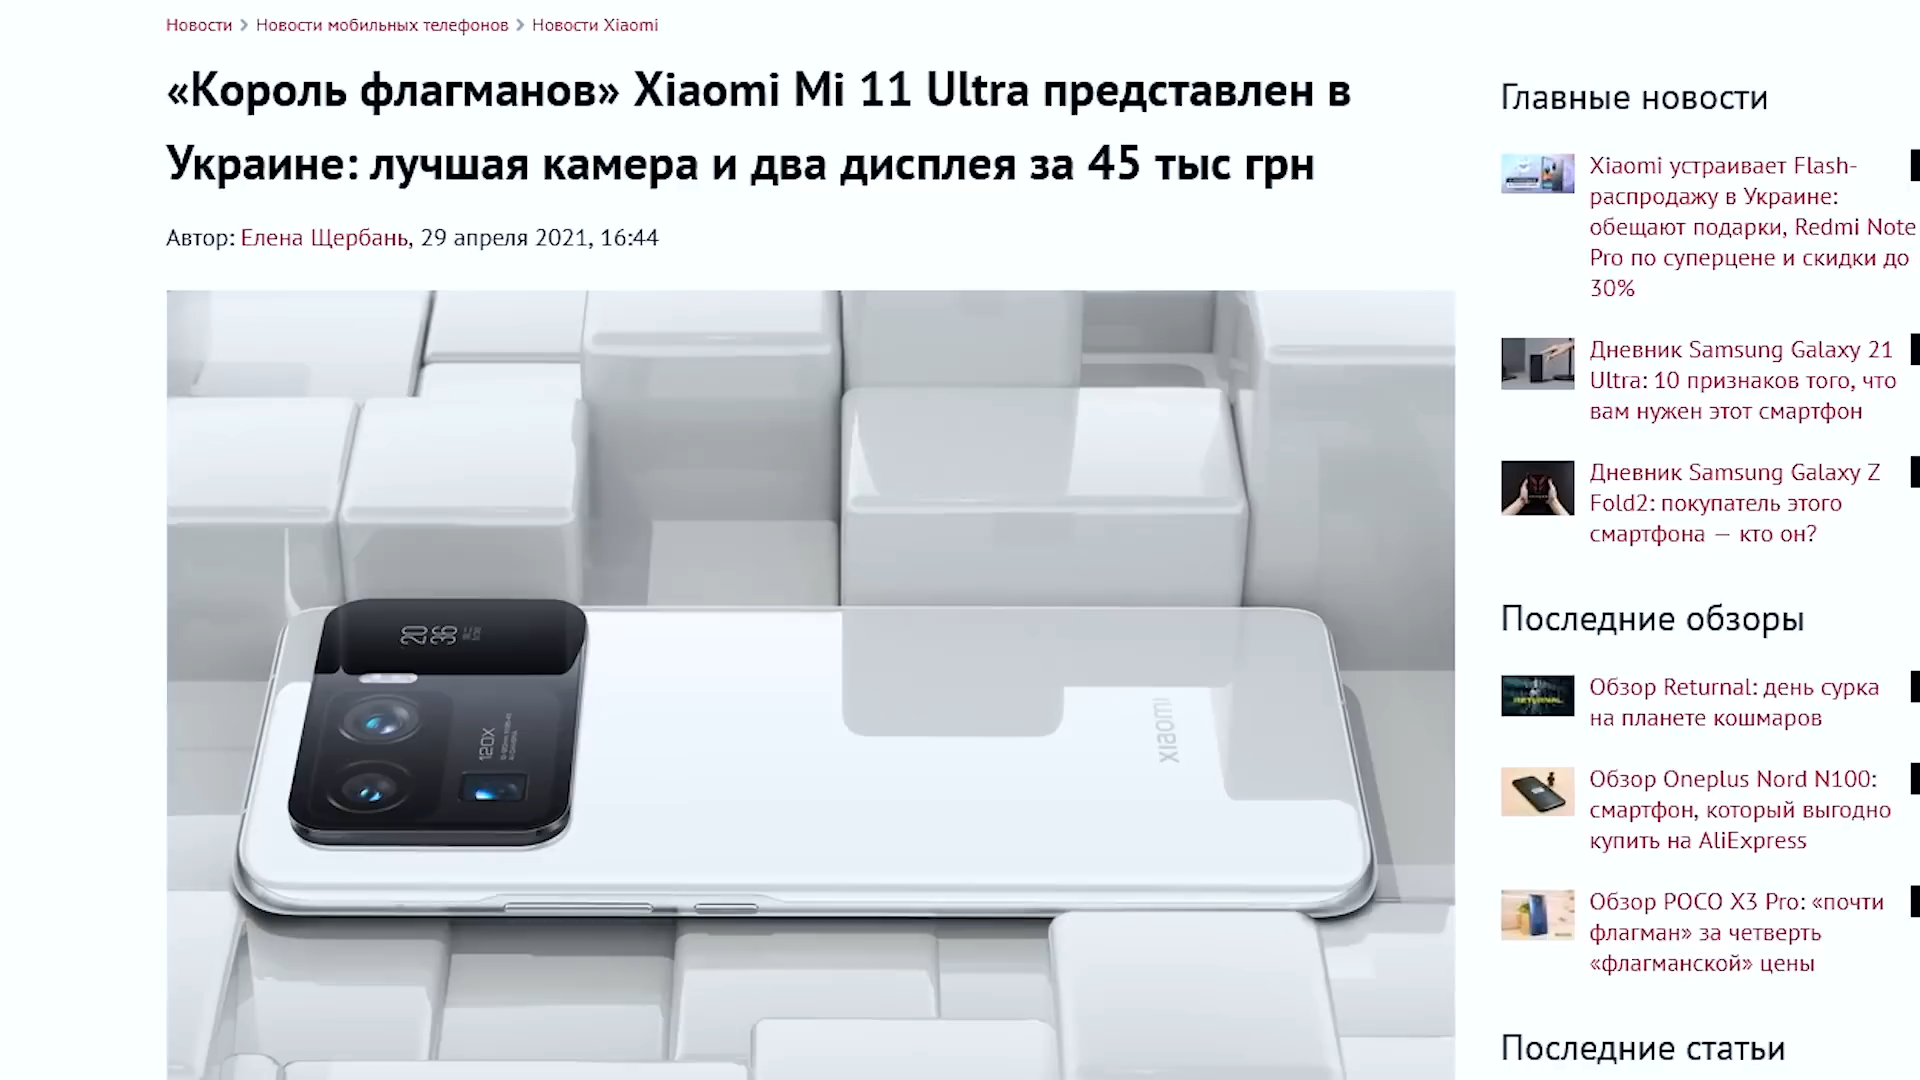 Новости > Новости мобильных телефонов > Новости Xiaomi
«Король флагманов» Xiaomi Mi 11 Ultra представлен в
Украине: лучшая камера и два дисплея за 45 тыс грн
Автор: Елена Щербань, 29 апреля 2021, 16:44
20
36
120X
xiaomi
Главные новости
Xiaomi устраивает Flash-
распродажу в Украине:
обещают подарки, Redmi Note
Pro по суперцене и скидки до
30%
Дневник Samsung Galaxy 21
Ultra: 10 признаков того, что
вам нужен этот смартфон
Дневник Samsung Galaxy Z
Fold2: покупатель этого
смартфона — кто он?
Последние обзоры
RETURNAL
Обзор Returnal: день сурка
на планете кошмаров
Обзор Oneplus Nord N100:
смартфон, который выгодно
купить на AliExpress
Обзор POCO X3 Pro: «почти
флагман» за четверть
«флагманской» цены
Последние статьи